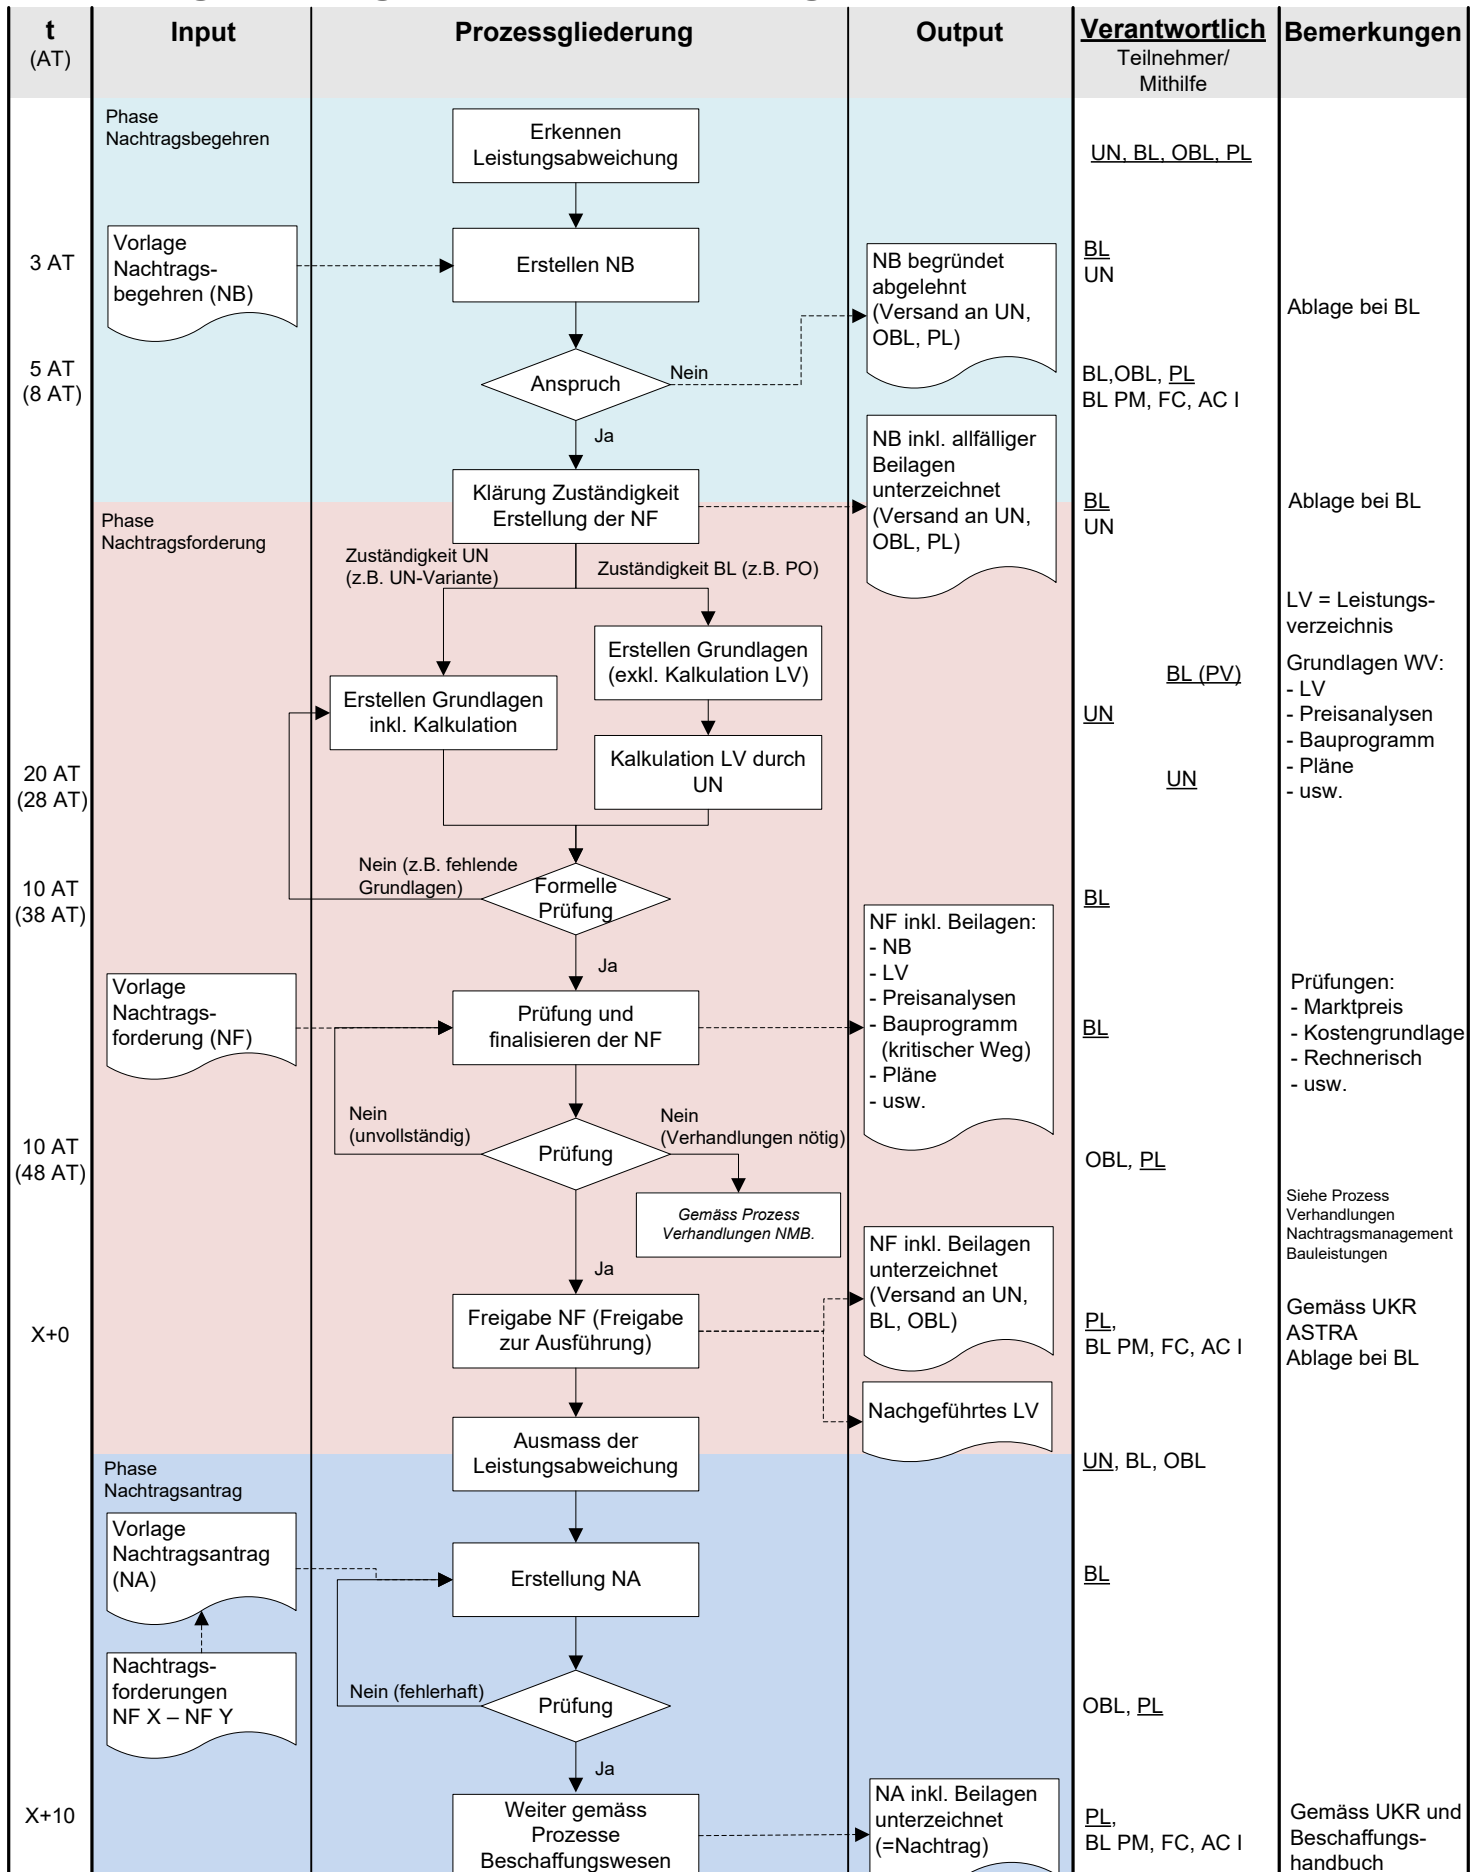 t
(AT)
Input
Prozessgliederung
Output
Verantwortlich
Teilnehmer/
Mithilfe
Bemerkungen
Phase
Nachtragsbegehren
Erkennen
Leistungsabweichung
UN, BL, OBL, PL
3 AT
Vorlage
Nachtrags-
begehren (NB)
Erstellen NB
NB begründet
abgelehnt
(Versand an UN,
OBL, PL)
BL
UN
Ablage bei BL
5 AT
(8 AT)
Anspruch
Nein
BL,OBL, PL
BL PM, FC, AC I
Ja
Klärung Zuständigkeit
Erstellung der NF
NB inkl. allfälliger
Beilagen
unterzeichnet
(Versand an UN,
OBL, PL)
BL
UN
Ablage bei BL
Phase
Nachtragsforderung
Zuständigkeit UN
(z.B. UN-Variante)
Zuständigkeit BL (z.B. PO)
LV = Leistungs-
verzeichnis
Erstellen Grundlagen
(exkl. Kalkulation LV)
BL (PV)
Grundlagen WV:
- LV
- Preisanalysen
- Bauprogramm
- Pläne
- usw.
Erstellen Grundlagen
inkl. Kalkulation
UN
20 AT
(28 AT)
Kalkulation LV durch
UN
UN
Nein (z.B. fehlende
Grundlagen)
10 AT
(38 AT)
Formelle
Prüfung
BL
Ja
NF inkl. Beilagen:
- NB
- LV
- Preisanalysen
- Bauprogramm
(kritischer Weg)
- Pläne
- usw.
Vorlage
Nachtrags-
forderung (NF)
Prüfung und
finalisieren der NF
BL
Prüfungen:
- Marktpreis
- Kostengrundlage
- Rechnerisch
- usw.
Nein
(unvollständig)
Nein
(Verhandlungen nötig)
10 AT
(48 AT)
Prüfung
OBL, PL
Gemäss Prozess
Verhandlungen NMB.
Siehe Prozess
Verhandlungen
Nachtragsmanagement
Bauleistungen
Ja
X+0
Freigabe NF (Freigabe
zur Ausführung)
NF inkl. Beilagen
unterzeichnet
(Versand an UN,
BL, OBL)
PL,
BL PM, FC, AC I
Gemäss UKR
ASTRA
Ablage bei BL
Nachgeführtes LV
Ausmass der
Leistungsabweichung
UN, BL, OBL
Phase
Nachtragsantrag
Vorlage
Nachtragsantrag
(NA)
Erstellung NA
BL
Nachtrags-
forderungen
NF X – NF Y
Nein (fehlerhaft)
Prüfung
OBL, PL
Ja
X+10
Weiter gemäss
Prozesse
Beschaffungswesen
NA inkl. Beilagen
unterzeichnet
(=Nachtrag)
PL,
BL PM, FC, AC I
Gemäss UKR und
Beschaffungs-
handbuch